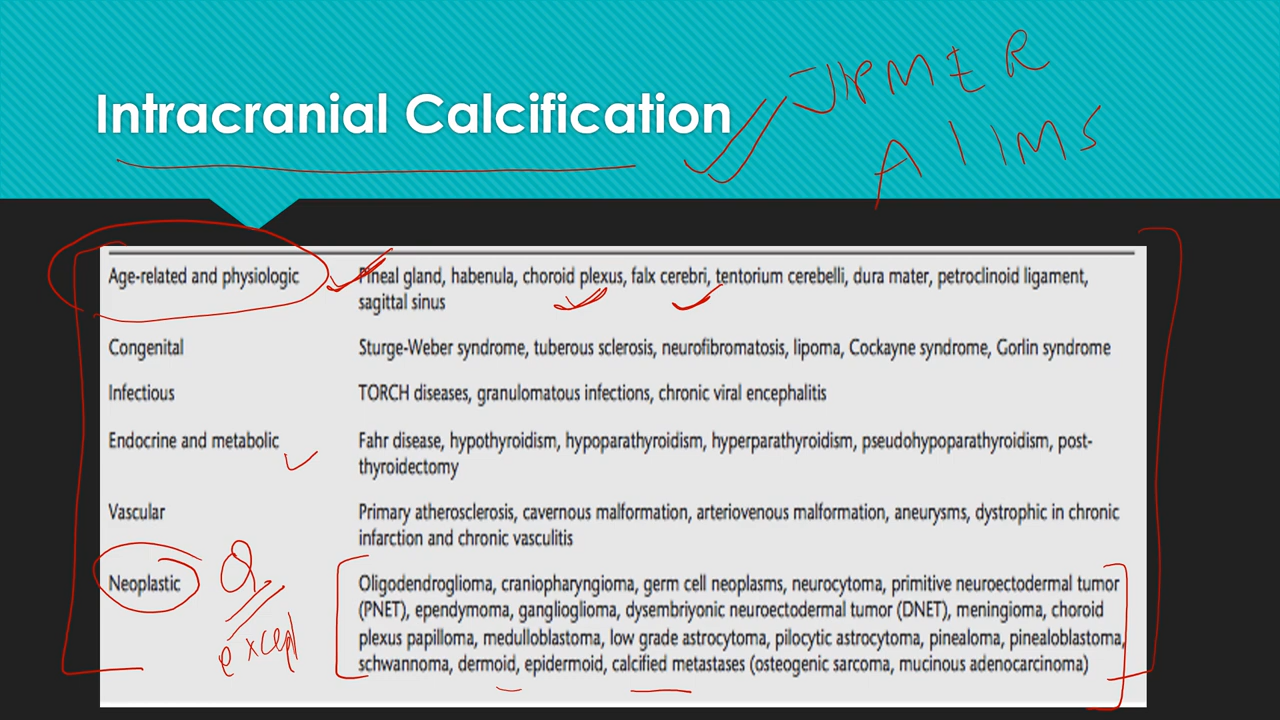 Intracranial Calcification
JIPMER
AIIMS
Age-related and physiologic
Pineal gland, habenula, choroid plexus, falx cerebri, tentorium cerebelli, dura mater, petroclinoid ligament,
sagittal sinus
Congenital
Sturge-Weber syndrome, tuberous sclerosis, neurofibromatosis, lipoma, Cockayne syndrome, Gorlin syndrome
Infectious
TORCH diseases, granulomatous infections, chronic viral encephalitis
Endocrine and metabolic
Fahr disease, hypothyroidism, hypoparathyroidism, hyperparathyroidism, pseudohypoparathyroidism, post-
thyroidectomy
Vascular
Primary atherosclerosis, cavernous malformation, arteriovenous malformation, aneurysms, dystrophic in chronic
infarction and chronic vasculitis
Neoplastic
Q
except
Oligodendroglioma, craniopharyngioma, germ cell neoplasms, neurocytoma, primitive neuroectodermal tumor
(PNET), ependymoma, ganglioglioma, dysembriyonic neuroectodermal tumor (DNET), meningioma, choroid
plexus papilloma, medulloblastoma, low grade astrocytoma, pilocytic astrocytoma, pinealoma, pinealoblastoma,
schwannoma, dermoid, epidermoid, calcified metastases (osteogenic sarcoma, mucinous adenocarcinoma)